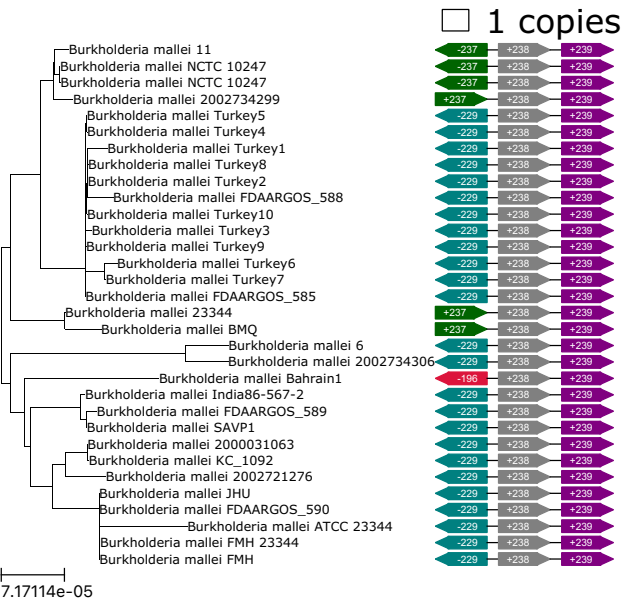 1 copies
Burkholderia mallei 11 -237 +238 +239
Burkholderia mallei NCTC 10247 -237 +238 +239
Burkholderia mallei NCTC 10247 -237 +238 +239
Burkholderia mallei 2002734299 +237 +238 +239
Burkholderia mallei Turkey5 -229 +238 +239
Burkholderia mallei Turkey4 -229 +238 +239
Burkholderia mallei Turkey1 -229 +238 +239
Burkholderia mallei Turkey8 -229 +238 +239
Burkholderia mallei Turkey2 -229 +238 +239
Burkholderia mallei FDAARGOS_588 -229 +238 +239
Burkholderia mallei Turkey10 -229 +238 +239
Burkholderia mallei Turkey3 -229 +238 +239
Burkholderia mallei Turkey9 -229 +238 +239
Burkholderia mallei Turkey6 -229 +238 +239
Burkholderia mallei Turkey7 -229 +238 +239
Burkholderia mallei FDAARGOS_585 -229 +238 +239
Burkholderia mallei 23344 +237 +238 +239
Burkholderia mallei BMQ +237 +238 +239
Burkholderia mallei 6 -229 +238 +239
Burkholderia mallei 2002734306 -229 +238 +239
Burkholderia mallei Bahrain1 -196 +238 +239
Burkholderia mallei India86-567-2 -229 +238 +239
Burkholderia mallei FDAARGOS_589 -229 +238 +239
Burkholderia mallei SAVP1 -229 +238 +239
Burkholderia mallei 2000031063 -229 +238 +239
Burkholderia mallei KC_1092 -229 +238 +239
Burkholderia mallei 2002721276 -229 +238 +239
Burkholderia mallei JHU -229 +238 +239
Burkholderia mallei FDAARGOS_590 -229 +238 +239
Burkholderia mallei ATCC 23344 -229 +238 +239
Burkholderia mallei FMH 23344 -229 +238 +239
Burkholderia mallei FMH -229 +238 +239
7.17114e-05